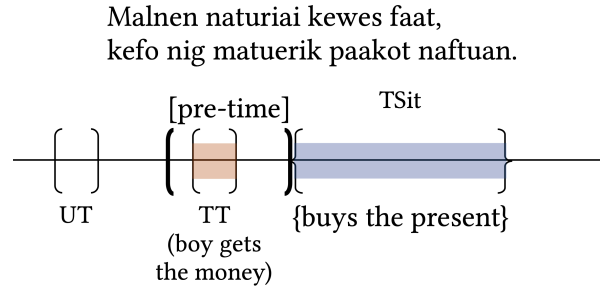 Malnen naturiai kewes faat,
kefo nig matuerik paakot naftuan.
[pre-time]
TSit
UT
TT
(boy gets
the money)
{buys the present}